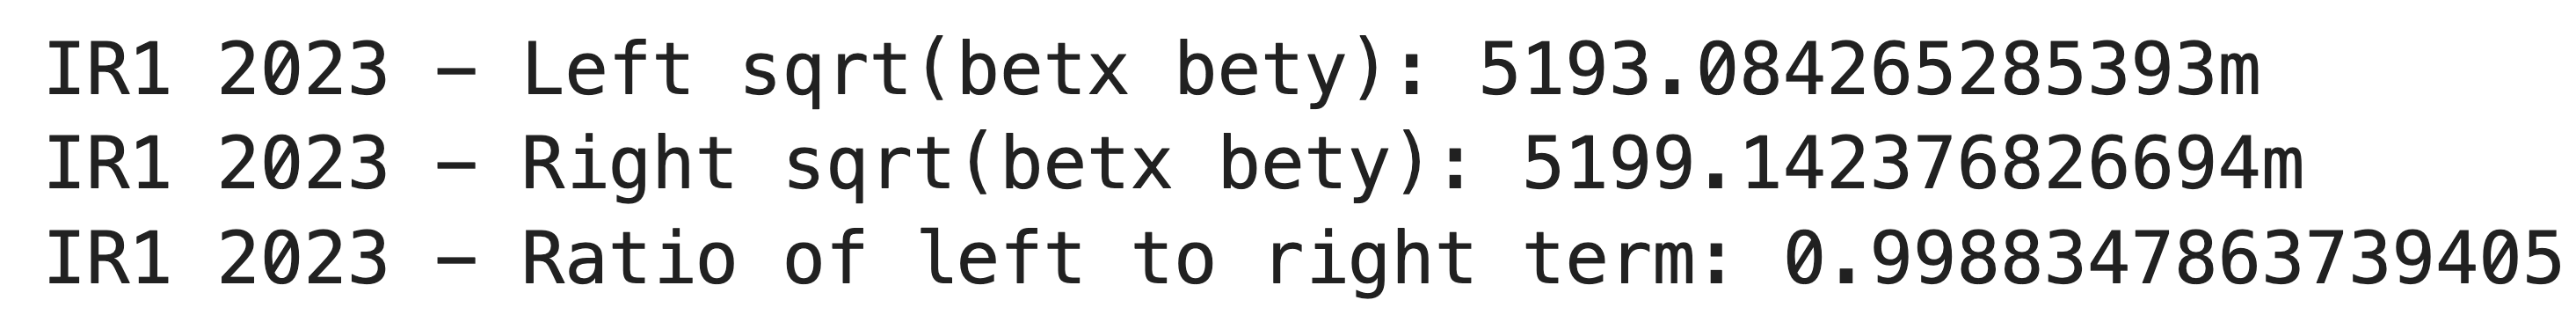 IR1 2023 – Left sqrt(betx bety): 5193.084265285393m
IR1 2023 – Right sqrt(betx bety): 5199.142376826694m
IR1 2023 – Ratio of left to right term: 0.9988347863739405